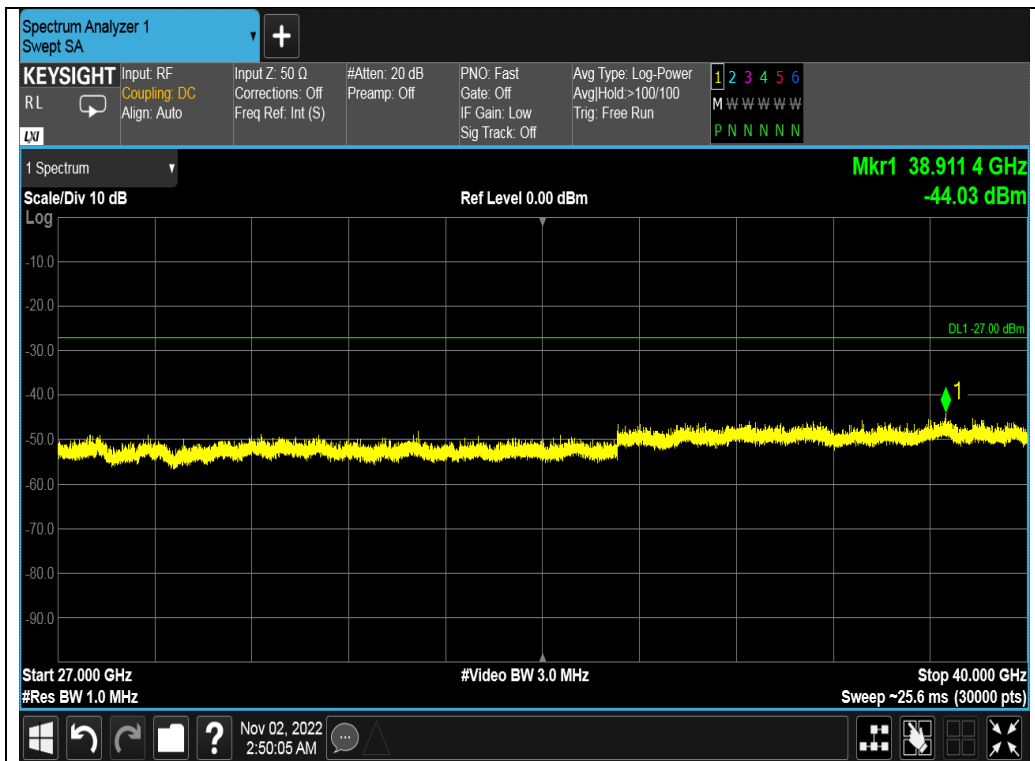 Spectrum Analyzer 1
Swept SA
+
KEYSIGHT
RL
LXI
Input: RF
Coupling: DC
Align: Auto
Input Z: 50 Ω
Corrections: Off
Freq Ref: Int (S)
#Atten: 20 dB
Preamp: Off
PNO: Fast
Gate: Off
IF Gain: Low
Sig Track: Off
Avg Type: Log-Power
Avg|Hold:>100/100
Trig: Free Run
1 2 3 4 5 6
M W W W W W
P N N N N N
1 Spectrum
Mkr1 38.911 4 GHz
Scale/Div 10 dB
Ref Level 0.00 dBm
-44.03 dBm
Log
-10.0
-20.0
DL1 -27.00 dBm
-30.0
-40.0
1
-50.0
-60.0
-70.0
-80.0
-90.0
Start 27.000 GHz
#Video BW 3.0 MHz
Stop 40.000 GHz
#Res BW 1.0 MHz
Sweep ~25.6 ms (30000 pts)
?
Nov 02, 2022
2:50:05 AM